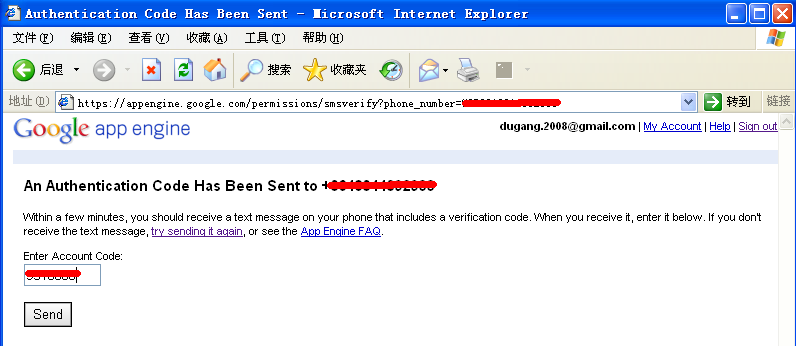 Authentication Code Has Been Sent - Microsoft Internet Explorer
文件(F) 编辑(E) 查看(V) 收藏(A) 工具(T) 帮助(H)
后退 搜索 收藏夹
地址(D) https://appengine.google.com/permissions/smsverify?phone_number= 转到 链接
Google app engine
dugang.2008@gmail.com | My Account | Help | Sign out
An Authentication Code Has Been Sent to
Within a few minutes, you should receive a text message on your phone that includes a verification code. When you receive it, enter it below. If you don't
receive the text message, try sending it again, or see the App Engine FAQ.
Enter Account Code:
Send